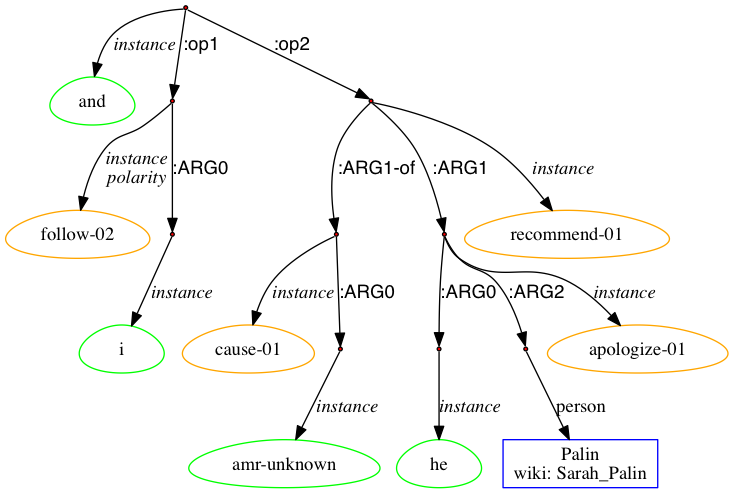 instance
:op1
:op2
and
instance
polarity
:ARG0
:ARG1-of
:ARG1
instance
follow-02
recommend-01
instance
instance
:ARG0
:ARG0
:ARG2
instance
i
cause-01
apologize-01
instance
instance
person
amr-unknown
he
Palin
wiki: Sarah_Palin